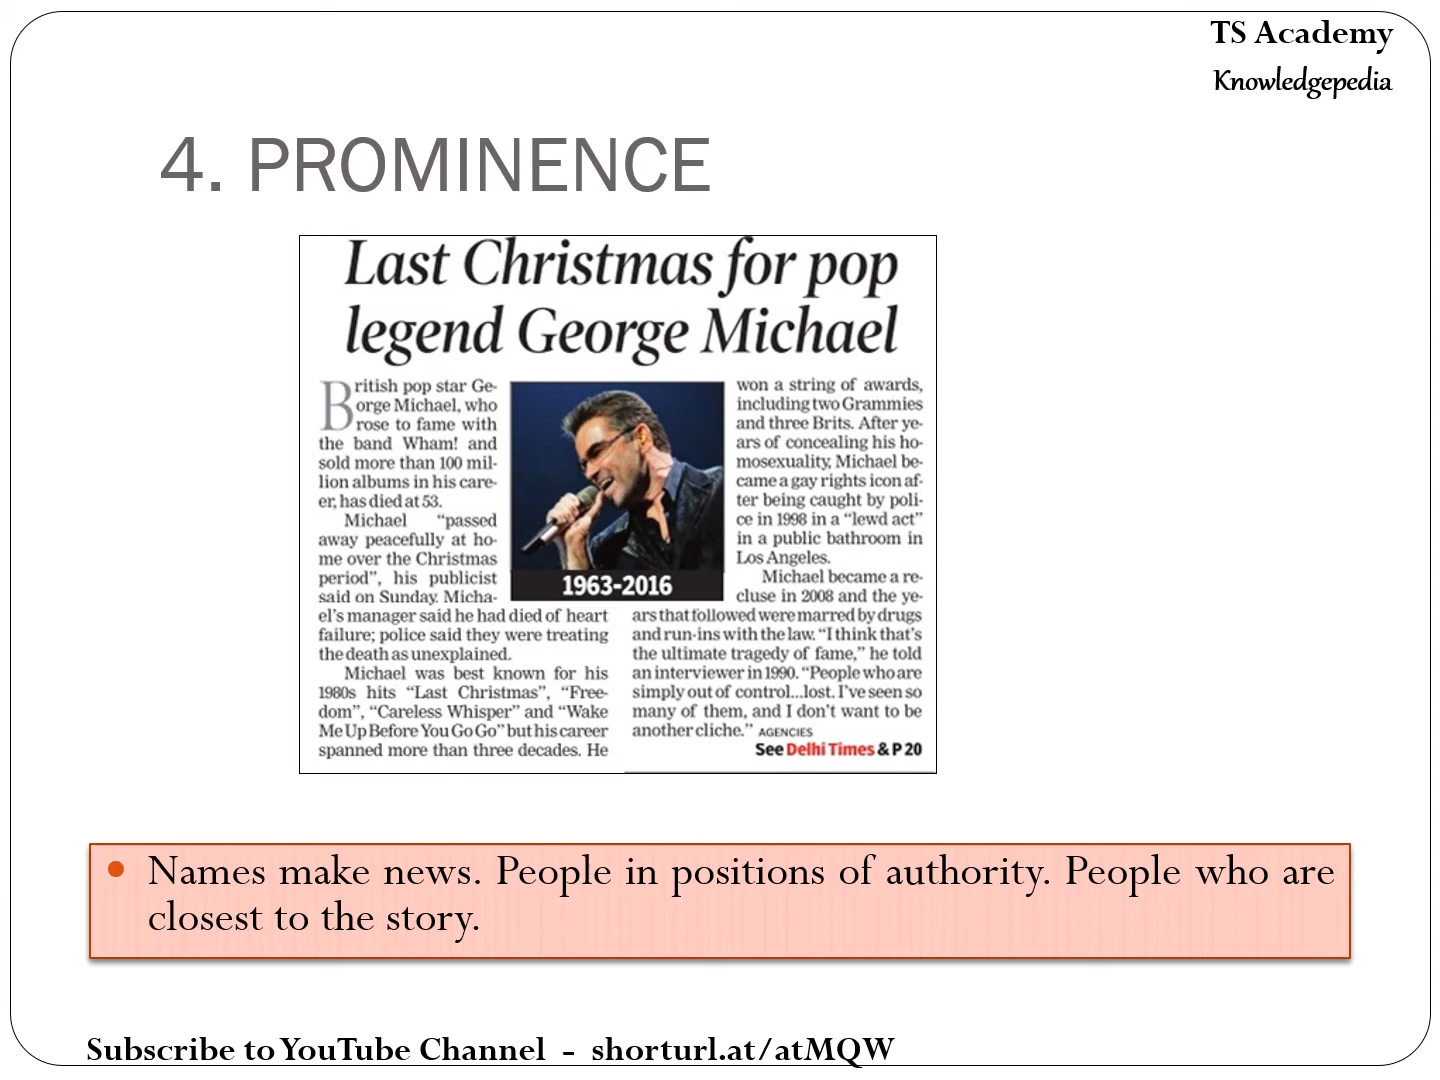 TS Academy
Knowledgepedia
4. PROMINENCE
Last Christmas for pop
legend George Michael
British pop star Ge-
orge Michael, who
rose to fame with
the band Wham! and
sold more than 100 mil-
lion albums in his care-
er, has died at 53.
Michael “passed
away peacefully at ho-
me over the Christmas
period”, his publicist
said on Sunday. Micha-
el’s manager said he had died of heart
failure; police said they were treating
the death as unexplained.
Michael was best known for his
1980s hits “Last Christmas”, “Free-
dom”, “Careless Whisper” and “Wake
Me Up Before You Go Go” but his career
spanned more than three decades. He
1963-2016
won a string of awards,
including two Grammies
and three Brits. After ye-
ars of concealing his ho-
mosexuality, Michael be-
came a gay rights icon af-
ter being caught by poli-
ce in 1998 in a “lewd act”
in a public bathroom in
Los Angeles.
Michael became a re-
cluse in 2008 and the ye-
ars that followed were marred by drugs
and run-ins with the law. “I think that’s
the ultimate tragedy of fame,” he told
an interviewer in 1990. “People who are
simply out of control...lost. I’ve seen so
many of them, and I don’t want to be
another cliche.” AGENCIES
See Delhi Times & P 20
• Names make news. People in positions of authority. People who are
closest to the story.
Subscribe to YouTube Channel - shorturl.at/atMQW